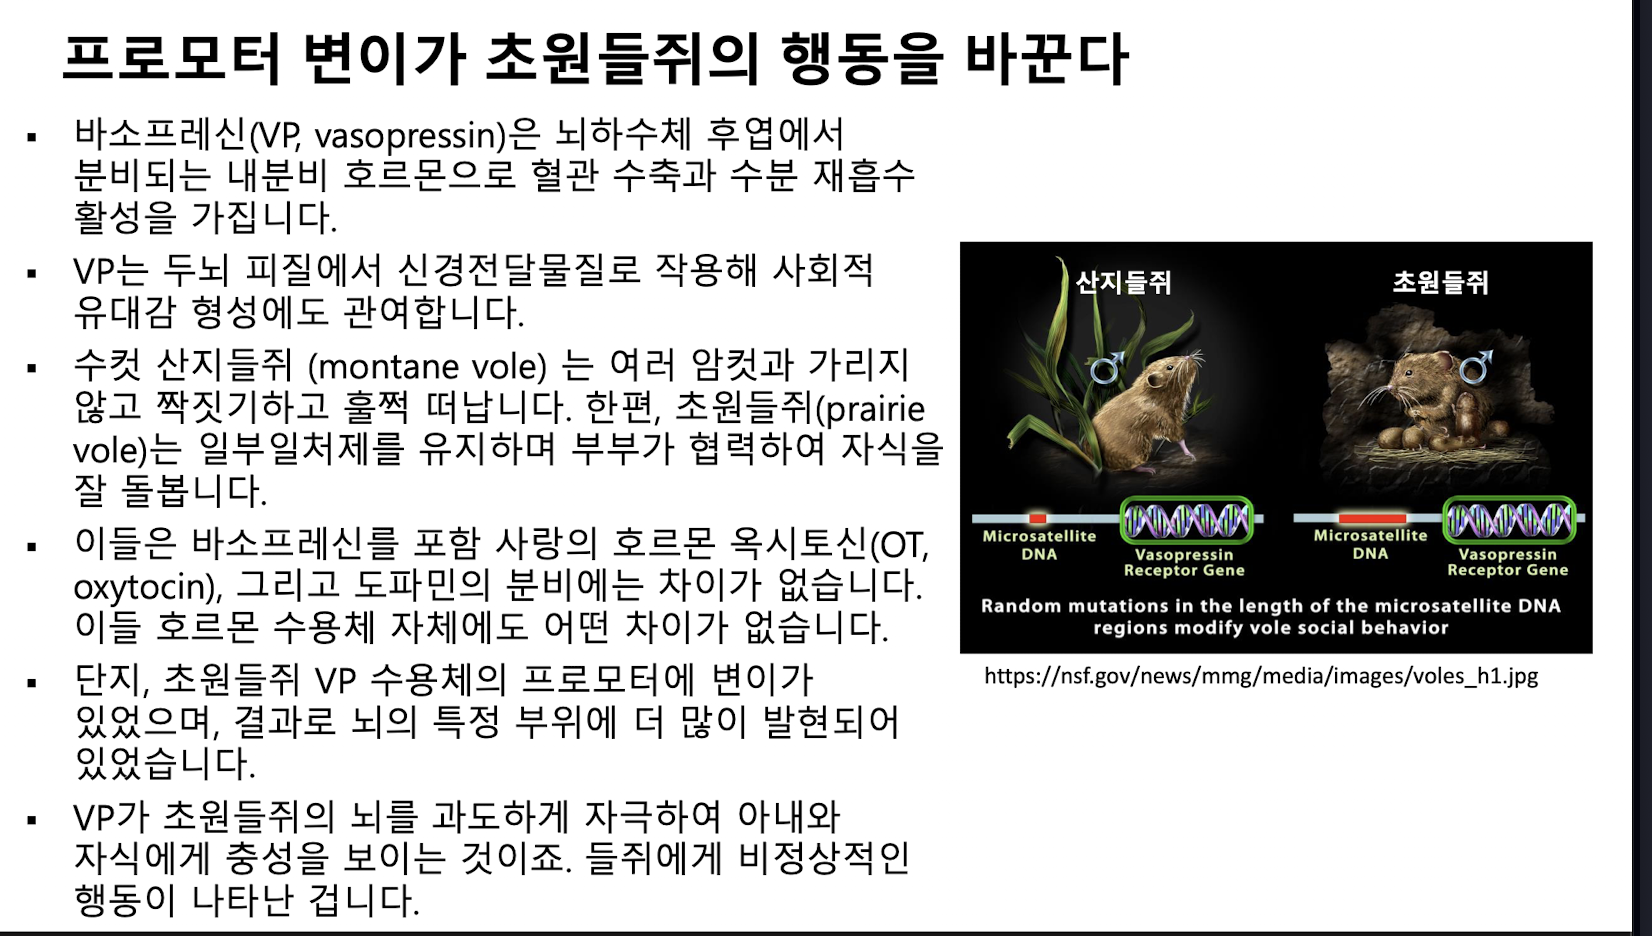 프로모터 변이가 초원들쥐의 행동을 바꾼다
▪ 바소프레신(VP, vasopressin)은 뇌하수체 후엽에서
분비되는 내분비 호르몬으로 혈관 수축과 수분 재흡수
활성을 가집니다.
▪ VP는 두뇌 피질에서 신경전달물질로 작용해 사회적
유대감 형성에도 관여합니다.
▪ 수컷 산지들쥐 (montane vole) 는 여러 암컷과 가리지
않고 짝짓기하고 훌쩍 떠납니다. 한편, 초원들쥐(prairie
vole)는 일부일처제를 유지하며 부부가 협력하여 자식을
잘 돌봅니다.
▪ 이들은 바소프레신를 포함 사랑의 호르몬 옥시토신(OT,
oxytocin), 그리고 도파민의 분비에는 차이가 없습니다.
이들 호르몬 수용체 자체에도 어떤 차이가 없습니다.
▪ 단지, 초원들쥐 VP 수용체의 프로모터에 변이가
있었으며, 결과로 뇌의 특정 부위에 더 많이 발현되어
있었습니다.
▪ VP가 초원들쥐의 뇌를 과도하게 자극하여 아내와
자식에게 충성을 보이는 것이죠. 들쥐에게 비정상적인
행동이 나타난 겁니다.
산지들쥐
초원들쥐
Microsatellite
DNA
Vasopressin
Receptor Gene
Microsatellite
DNA
Vasopressin
Receptor Gene
Random mutations in the length of the microsatellite DNA
regions modify vole social behavior
https://nsf.gov/news/mmg/media/images/voles_h1.jpg